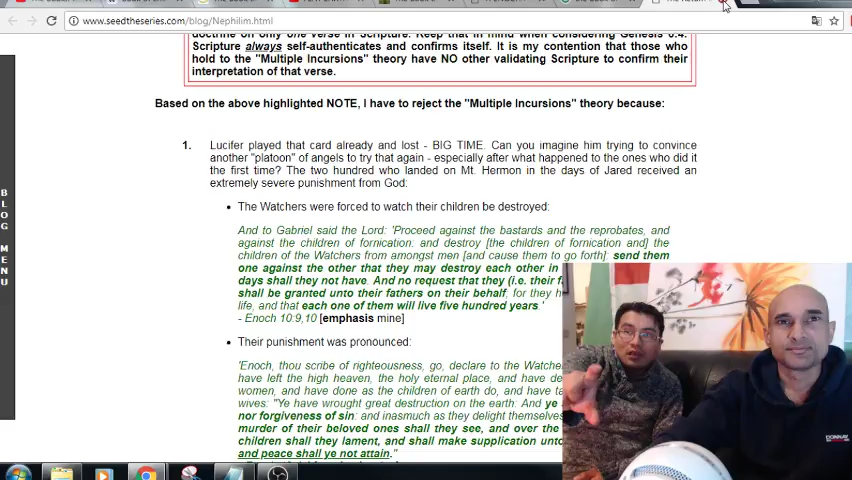 www.seedtheseries.com/blog/Nephilim.html
doctrine on only one verse in Scripture. Keep that in mind when considering Genesis 6:4.
Scripture always self-authenticates and confirms itself. It is my contention that those who
hold to the "Multiple Incursions" theory have NO other validating Scripture to confirm their
interpretation of that verse.
Based on the above highlighted NOTE, I have to reject the "Multiple Incursions" theory because:
1. Lucifer played that card already and lost - BIG TIME. Can you imagine him trying to convince
another "platoon" of angels to try that again - especially after what happened to the ones who did it
the first time? The two hundred who landed on Mt. Hermon in the days of Jared received an
extremely severe punishment from God:
• The Watchers were forced to watch their children be destroyed:
And to Gabriel said the Lord: 'Proceed against the bastards and the reprobates, and
against the children of fornication: and destroy [the children of fornication and] the
children of the Watchers from amongst men [and cause them to go forth]: send them
one against the other that they may destroy each other in
days shall they not have. And no request that they (i.e. their
shall be granted unto their fathers on their behalf; for they
life, and that each one of them will live five hundred years.'
- Enoch 10:9,10 [emphasis mine]
• Their punishment was pronounced:
'Enoch, thou scribe of righteousness, go, declare to the
have left the high heaven, the holy eternal place, and have
women, and have done as the children of earth do, and have
wives: "Ye have wrought great destruction on the earth: And ye
nor forgiveness of sin: and inasmuch as they delight themselves
murder of their beloved ones shall they see, and over the
children shall they lament, and shall make supplication
and peace shall ye not attain."
BLOG MENU
DONNAY